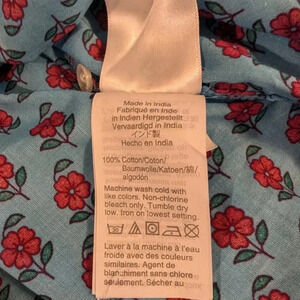 Made in India
Fabriqué en Inde
in Indien Hergestellt
Vervaardigd in India
インド製
Hecho en India
100% Cotton/Coton/
Baumwolle/Katoen/綿/
algodón
Machine wash cold with
like colors. Non-chlorine
bleach only. Tumble dry
low. Iron on lowest setting.
Laver à la machine à l'eau
froide avec des couleurs
similaires. Agent de
blanchiment sans chlore
seulement. Sécher au